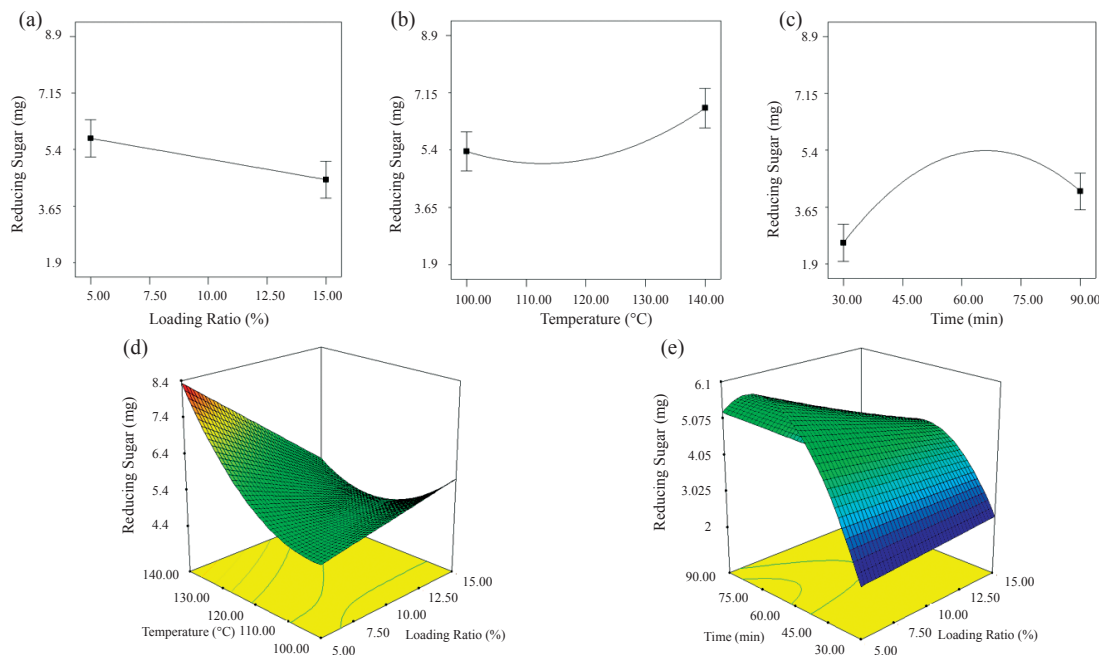 (a)
Reducing Sugar (mg)
8.9
7.15
5.4
3.65
1.9
5.00 7.50 10.00 12.50 15.00
Loading Ratio (%)
(b)
Reducing Sugar (mg)
8.9
7.15
5.4
3.65
1.9
100.00 110.00 120.00 130.00 140.00
Temperature (°C)
(c)
Reducing Sugar (mg)
8.9
7.15
5.4
3.65
1.9
30.00 45.00 60.00 75.00 90.00
Time (min)
(d)
Reducing Sugar (mg)
8.4
7.4
6.4
5.4
4.4
140.00
130.00
120.00
110.00
100.00
Temperature (°C)
5.00
7.50
10.00
12.50
15.00
Loading Ratio (%)
(e)
Reducing Sugar (mg)
6.1
5.075
4.05
3.025
2
90.00
75.00
60.00
45.00
30.00
Time (min)
5.00
7.50
10.00
12.50
15.00
Loading Ratio (%)